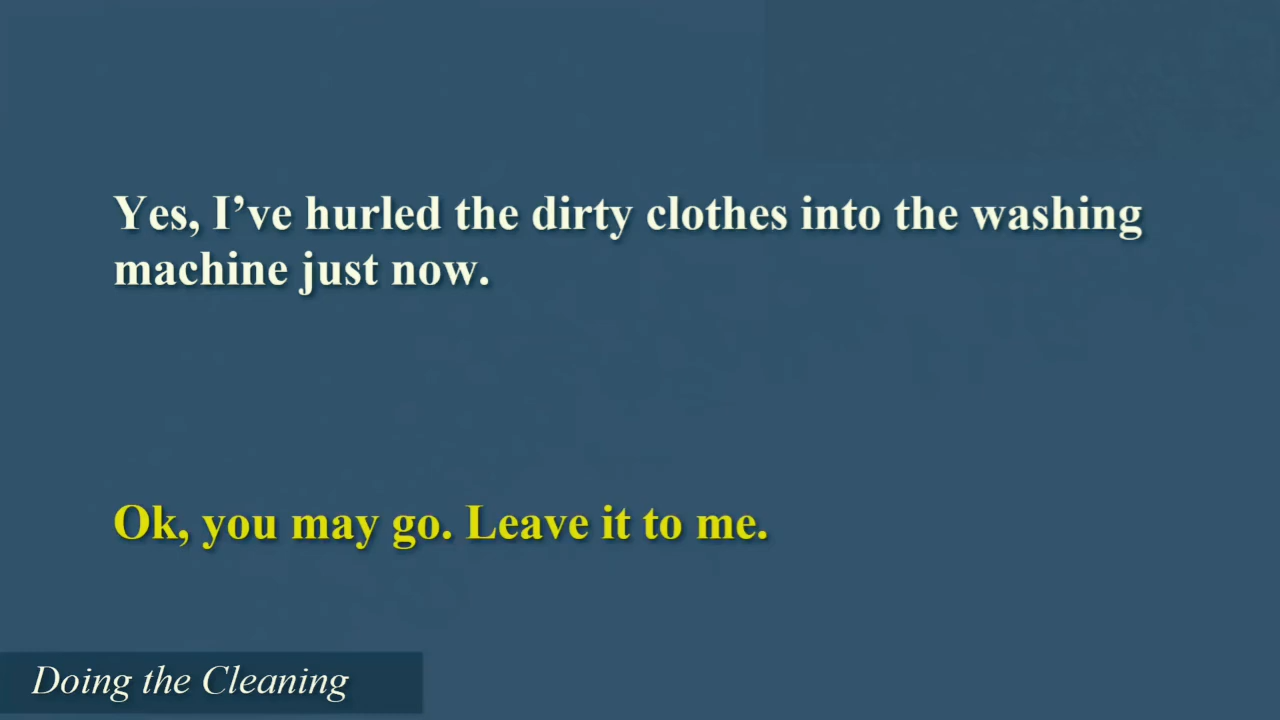 Yes, I’ve hurled the dirty clothes into the washing
machine just now.
Ok, you may go. Leave it to me.
Doing the Cleaning